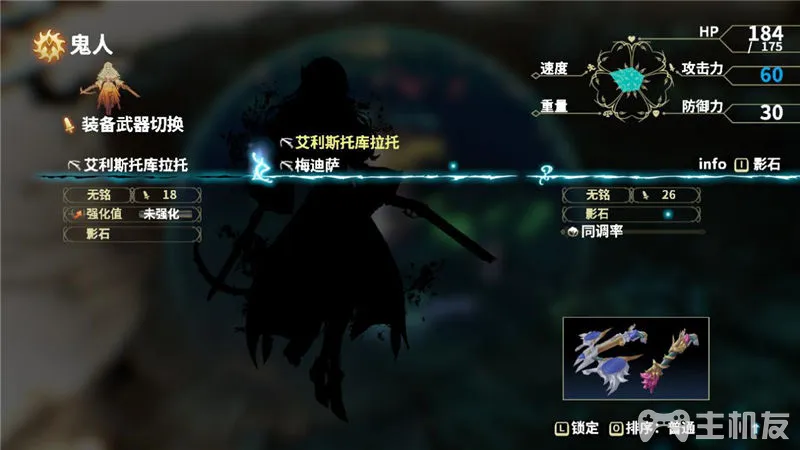 鬼人
HP 184 / 175
速度 攻击力 60
重量 防御力 30
装备武器切换
艾利斯托库拉托
艾利斯托库拉托
梅迪萨
info I 影石
无铭 18
强化值 未强化
影石
无铭 26
影石
同调率
L 锁定 O 排序：普通
主机友